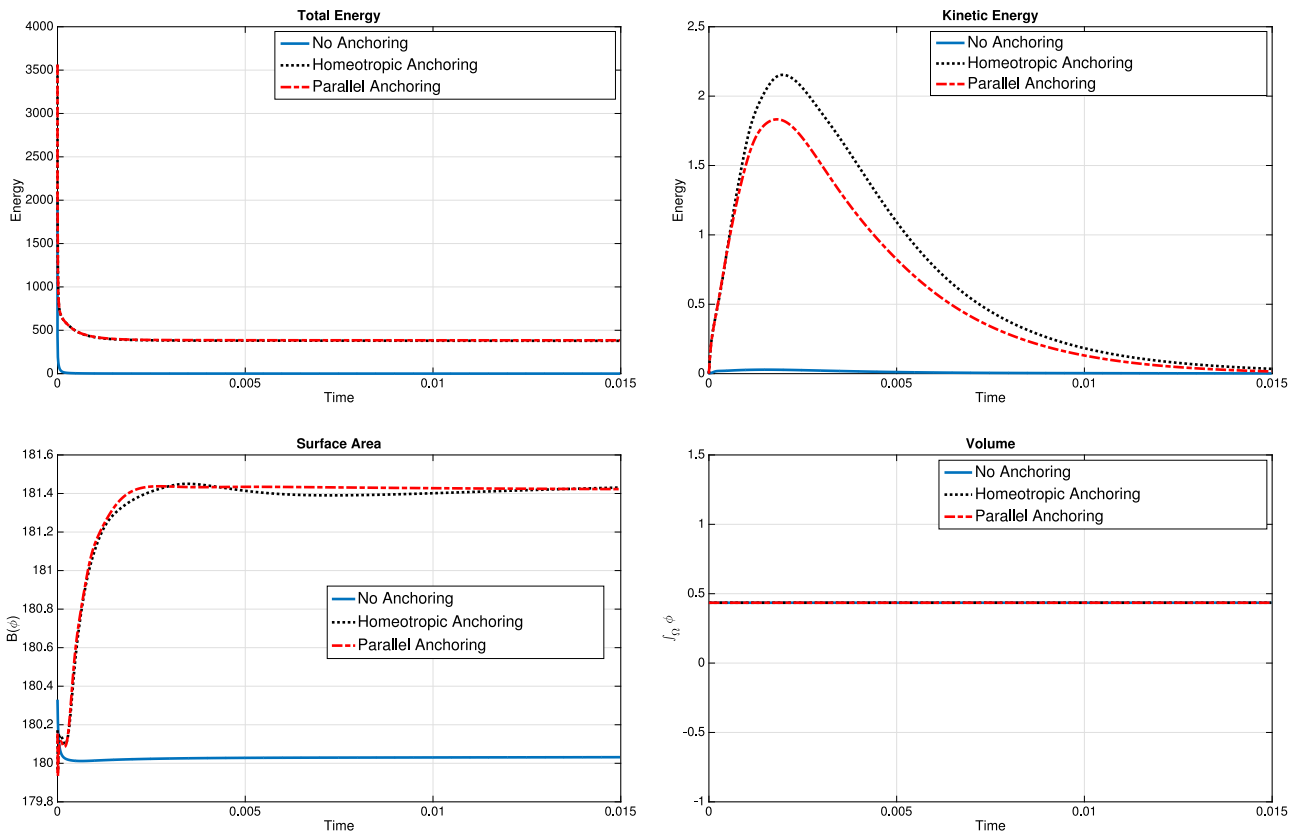 Total Energy
4000
3500
3000
2500
2000
1500
1000
500
0
Energy
0
0.005
0.01
0.015
Time
No Anchoring
Homeotropic Anchoring
Parallel Anchoring
Kinetic Energy
2.5
2
1.5
1
0.5
0
Energy
0
0.005
0.01
0.015
Time
No Anchoring
Homeotropic Anchoring
Parallel Anchoring
Surface Area
181.6
181.4
181.2
181
180.8
180.6
180.4
180.2
180
179.8
B(ϕ)
0
0.005
0.01
0.015
Time
No Anchoring
Homeotropic Anchoring
Parallel Anchoring
Volume
1.5
1
0.5
0
-0.5
-1
∫Ω ϕ
0
0.005
0.01
0.015
Time
No Anchoring
Homeotropic Anchoring
Parallel Anchoring